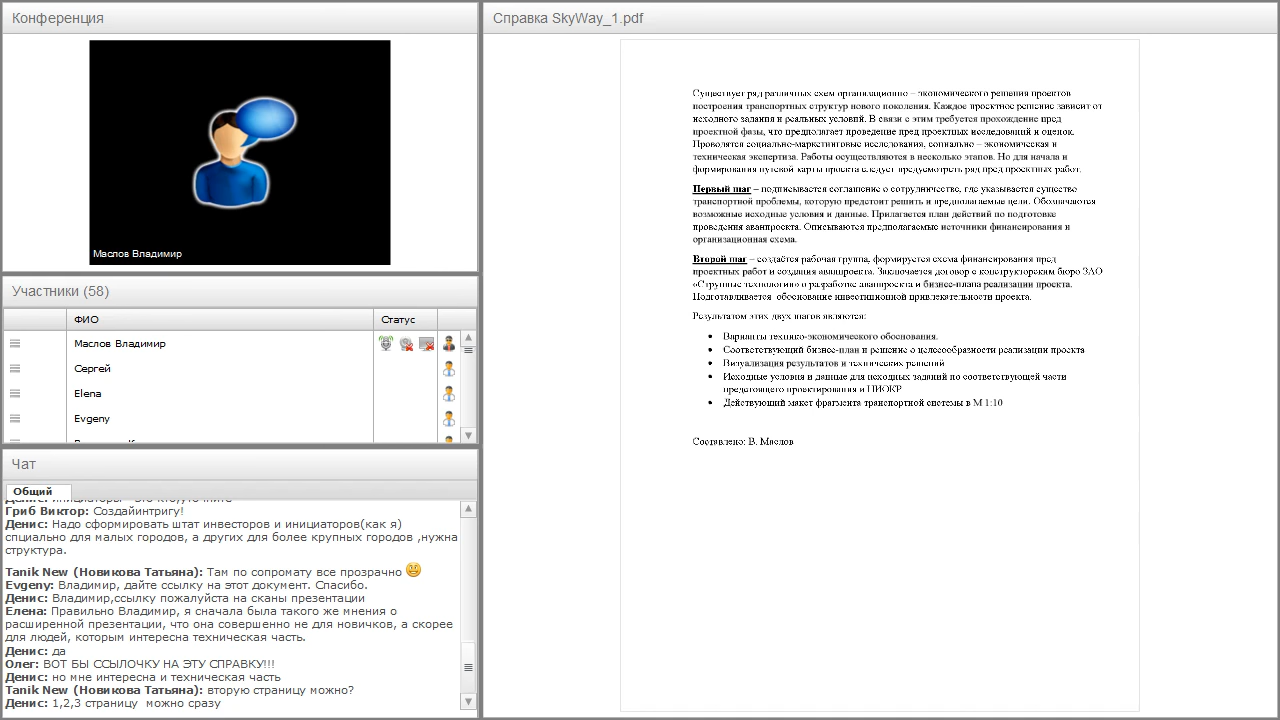 Конференция
Маслов Владимир
Участники (58)
ФИО
Статус
Маслов Владимир
Сергей
Elena
Evgeny
Чат
Общий
Гриб Виктор: Создайинтригу!
Денис: Надо сформировать штат инвесторов и инициаторов(как я)
спциально для малых городов, а других для более крупных городов ,нужна
структура.
Tanik New (Новикова Татьяна): Там по сопромату все прозрачно
Evgeny: Владимир, дайте ссылку на этот документ. Спасибо.
Денис: Владимир,ссылку пожалуйста на сканы презентации
Елена: Правильно Владимир, я сначала была такого же мнения о
расширенной презентации, что она совершенно не для новичков, а скорее
для людей, которым интересна техническая часть.
Денис: да
Олег: ВОТ БЫ ССЫЛОЧКУ НА ЭТУ СПРАВКУ!!!
Денис: но мне интересна и техническая часть
Tanik New (Новикова Татьяна): вторую страницу можно?
Денис: 1,2,3 страницу можно сразу
Справка SkyWay_1.pdf
Существует ряд различных схем организационно – экономического решения проектов
построения транспортных структур нового поколения. Каждое проектное решение зависит от
исходного задания и реальных условий. В связи с этим требуется прохождение пред
проектной фазы, что предполагает проведение пред проектных исследований и оценок.
Проводятся социально-маркетинговые исследования, социально – экономическая и
техническая экспертиза. Работы осуществляются в несколько этапов. Но для начала и
формирования путевой карты проекта следует предусмотреть ряд пред проектных работ.
Первый шаг – подписывается соглашение о сотрудничестве, где указывается существо
транспортной проблемы, которую предстоит решить и предполагаемые цели. Обозначаются
возможные исходные условия и данные. Прилагается план действий по подготовке
проведения аванпроекта. Описываются предполагаемые источники финансирования и
организационная схема.
Второй шаг – создаётся рабочая группа, формируется схема финансирования пред
проектных работ и создания аванпроекта. Заключается договор с конструкторским бюро ЗАО
«Струнные технологии» о разработке аванпроекта и бизнес-плана реализации проекта.
Подготавливается обоснование инвестиционной привлекательности проекта.
Результатом этих двух шагов являются:
• Варианты технико-экономического обоснования.
• Соответствующий бизнес-план и решение о целесообразности реализации проекта
• Визуализация результатов и технических решений
• Исходные условия и данные для исходных заданий по соответствующей части
предстоящего проектирования и НИОКР
• Действующий макет фрагмента транспортной системы в М 1:10
Составлено: В. Маслов